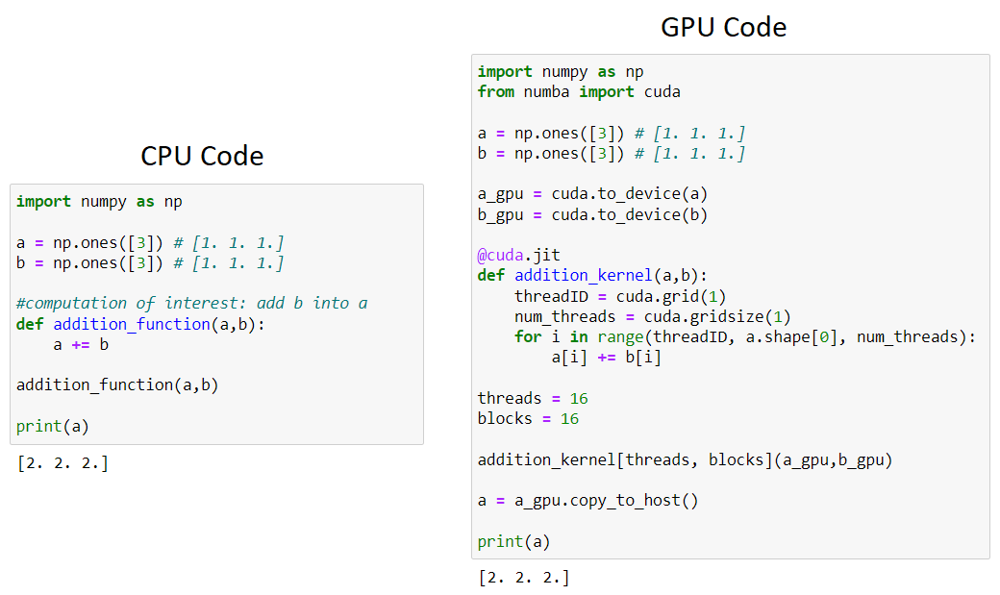 CPU Code
import numpy as np
a = np.ones([3]) # [1. 1. 1.]
b = np.ones([3]) # [1. 1. 1.]
#computation of interest: add b into a
def addition_function(a,b):
    a += b
addition_function(a,b)
print(a)
[2. 2. 2.]
GPU Code
import numpy as np
from numba import cuda
a = np.ones([3]) # [1. 1. 1.]
b = np.ones([3]) # [1. 1. 1.]
a_gpu = cuda.to_device(a)
b_gpu = cuda.to_device(b)
@cuda.jit
def addition_kernel(a,b):
    threadID = cuda.grid(1)
    num_threads = cuda.gridsize(1)
    for i in range(threadID, a.shape[0], num_threads):
        a[i] += b[i]
threads = 16
blocks = 16
addition_kernel[threads, blocks](a_gpu,b_gpu)
a = a_gpu.copy_to_host()
print(a)
[2. 2. 2.]